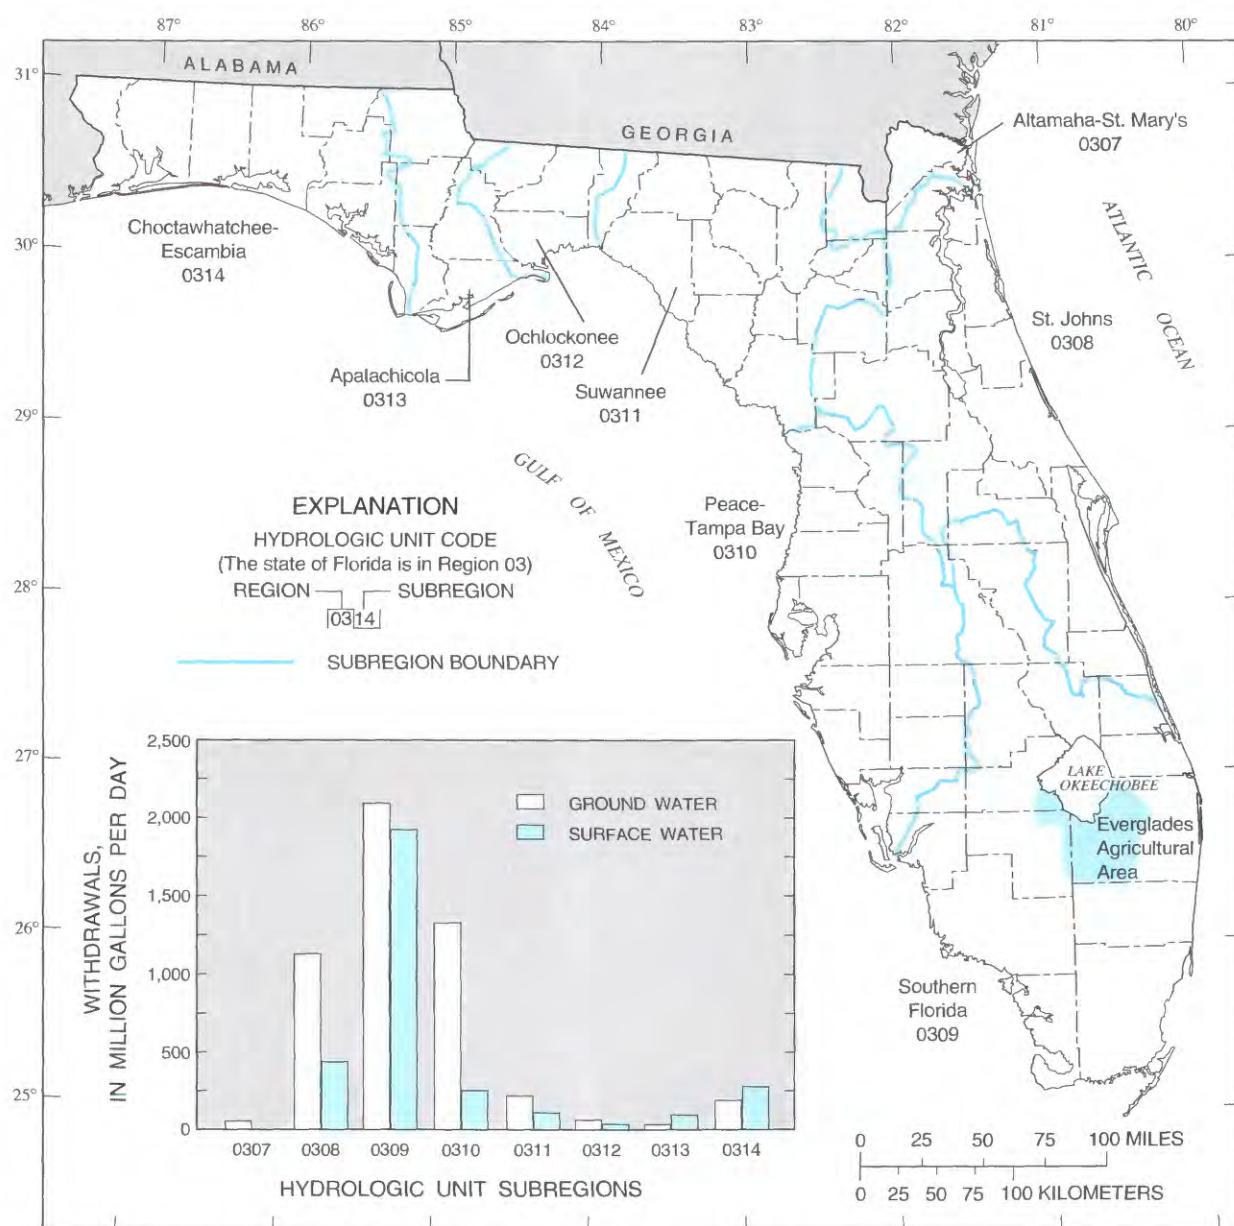 87° 86° 85° 84° 83° 82° 81° 80°
31°
30°
29°
28°
27°
26°
25°
ALABAMA
GEORGIA
Altamaha-St. Mary's
0307
Choctawhatchee-
Escambia
0314
ATLANTIC OCEAN
St. Johns
0308
Ochlockonee
0312
Apalachicola
0313
Suwannee
0311
GULF OF MEXICO
Peace-
Tampa Bay
0310
EXPLANATION
HYDROLOGIC UNIT CODE
(The state of Florida is in Region 03)
REGION SUBREGION
0314
SUBREGION BOUNDARY
LAKE
OKEECHOBEE
Everglades
Agricultural
Area
Southern
Florida
0309
WITHDRAWALS,
IN MILLION GALLONS PER DAY
2,500
2,000
1,500
1,000
500
0
GROUND WATER
SURFACE WATER
0307 0308 0309 0310 0311 0312 0313 0314
HYDROLOGIC UNIT SUBREGIONS
0 25 50 75 100 MILES
0 25 50 75 100 KILOMETERS